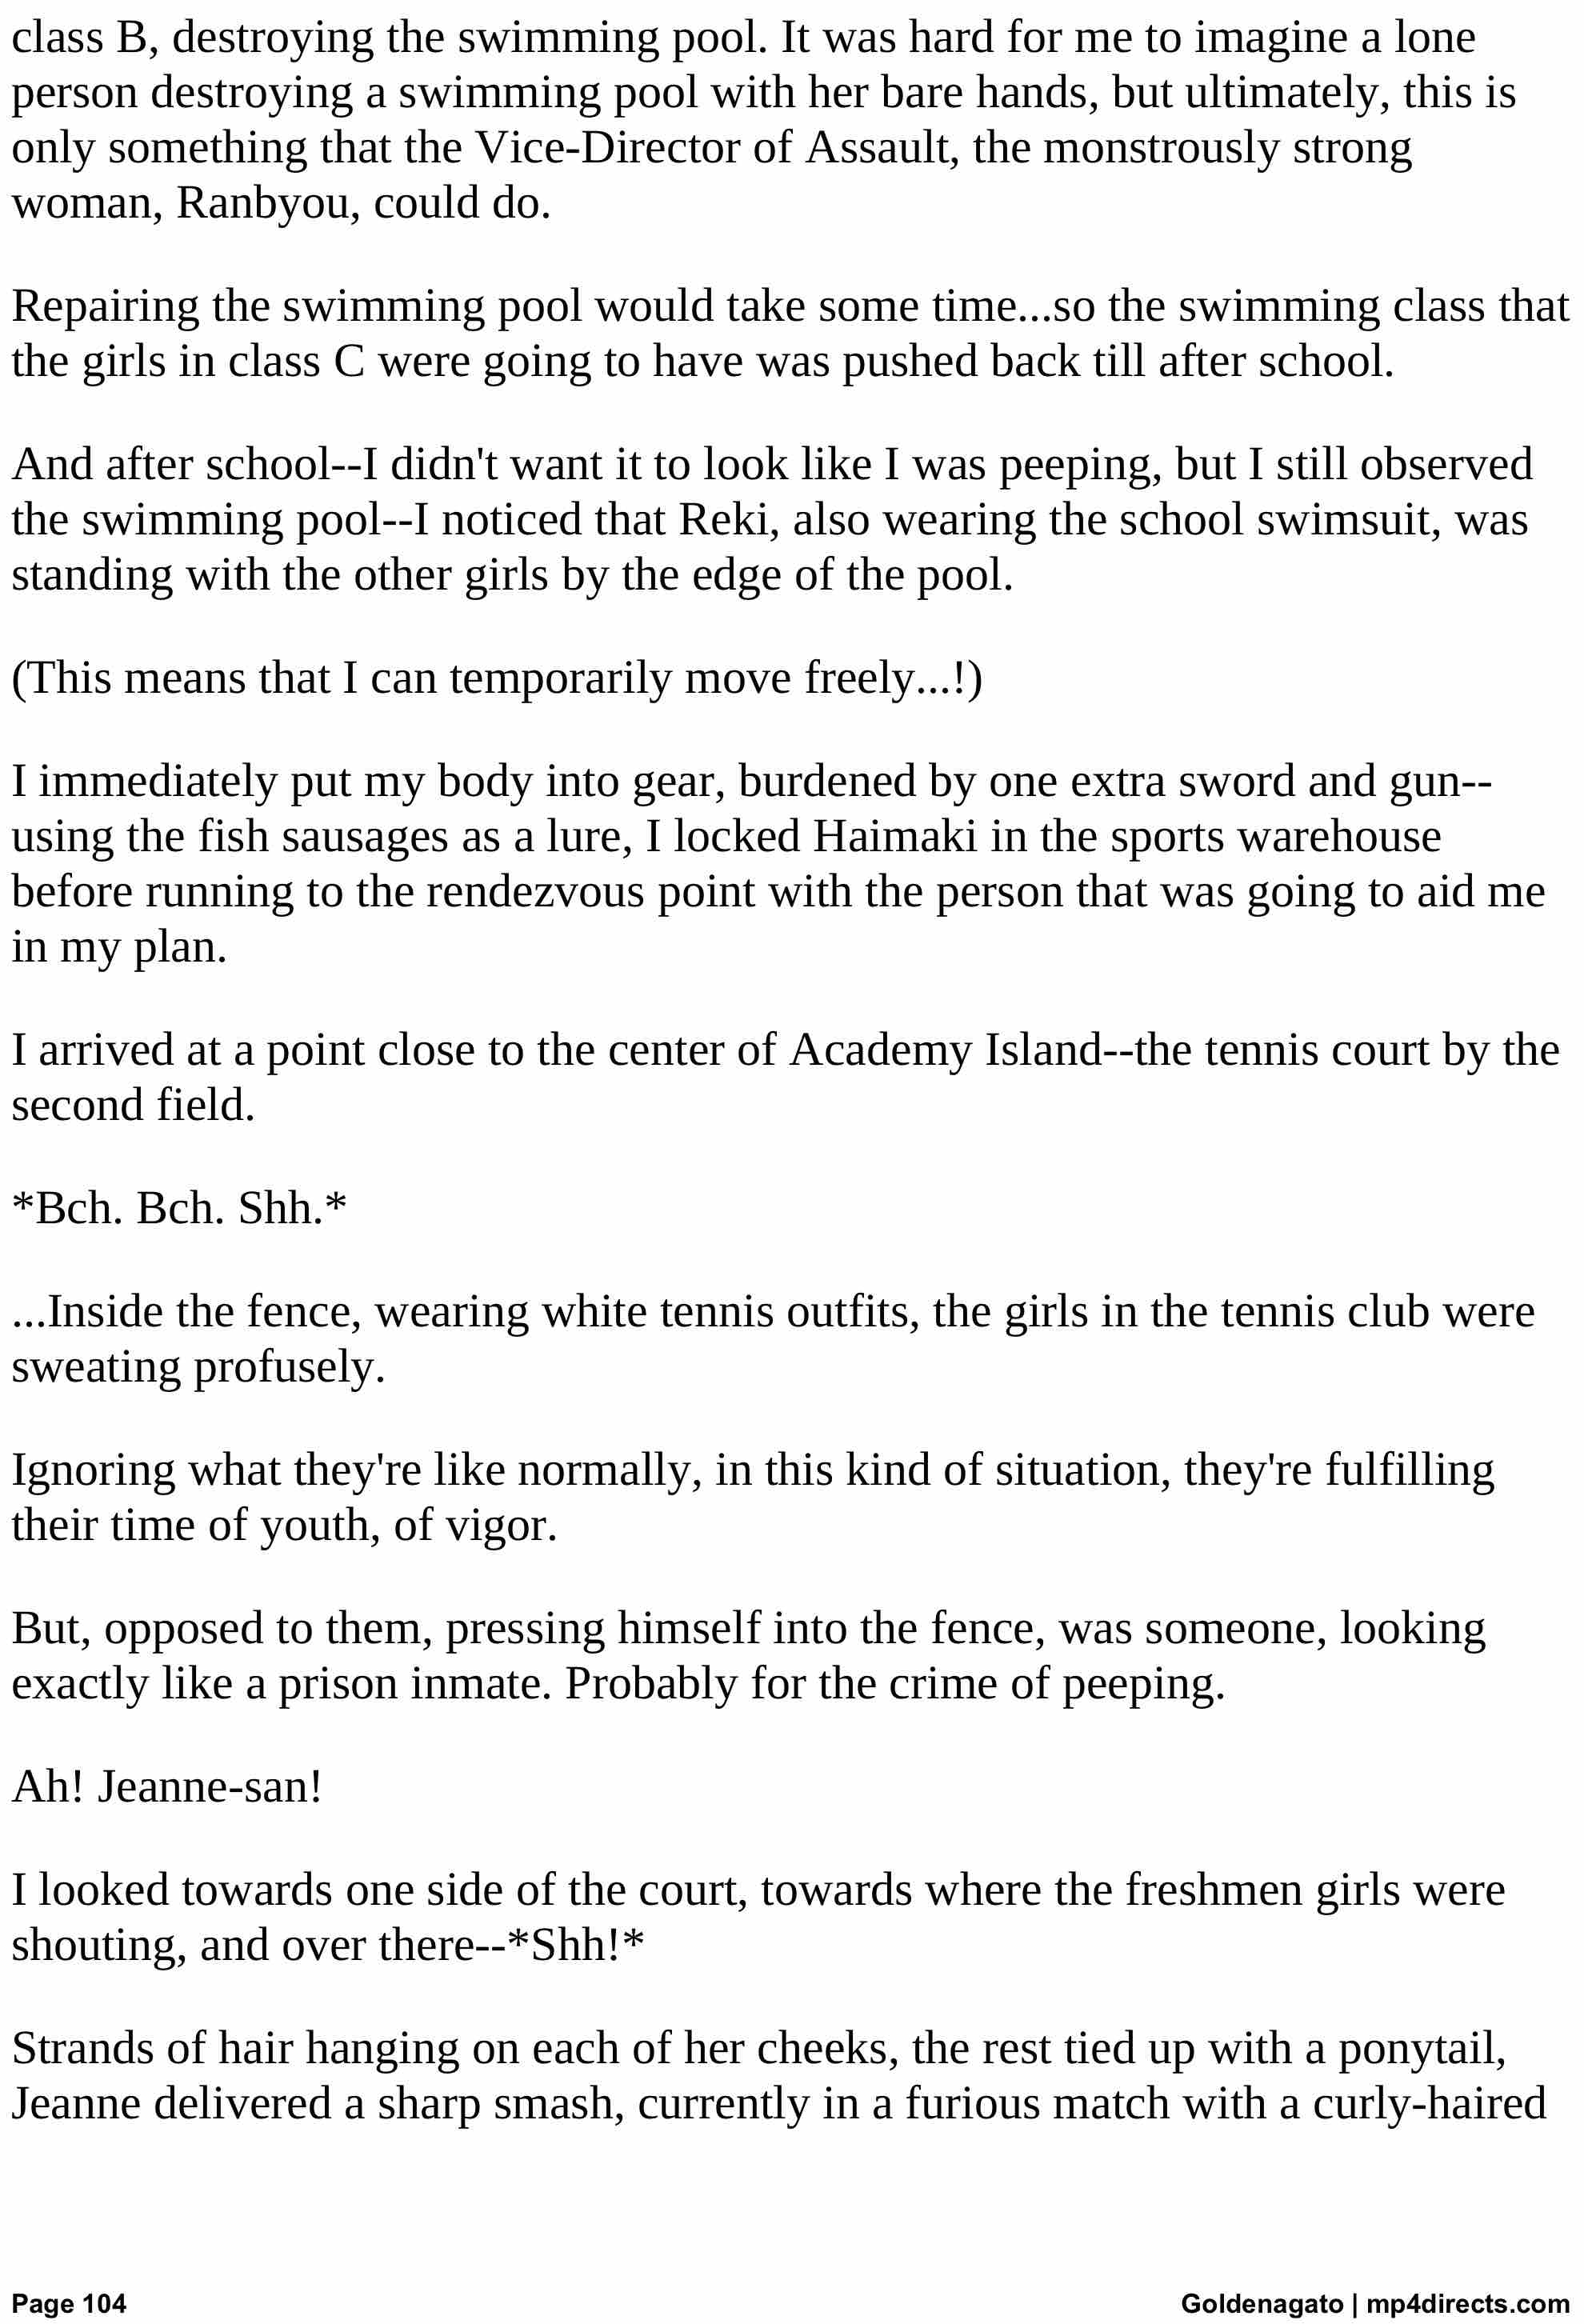 class B, destroying the swimming pool. It was hard for me to imagine a lone
person destroying a swimming pool with her bare hands, but ultimately, this is
only something that the Vice-Director of Assault, the monstrously strong
woman, Ranbyou, could do.
Repairing the swimming pool would take some time...so the swimming class that
the girls in class C were going to have was pushed back till after school.
And after school--I didn't want it to look like I was peeping, but I still observed
the swimming pool--I noticed that Reki, also wearing the school swimsuit, was
standing with the other girls by the edge of the pool.
(This means that I can temporarily move freely...!)
I immediately put my body into gear, burdened by one extra sword and gun--
using the fish sausages as a lure, I locked Haimaki in the sports warehouse
before running to the rendezvous point with the person that was going to aid me
in my plan.
I arrived at a point close to the center of Academy Island--the tennis court by the
second field.
*Bch. Bch. Shh.*
...Inside the fence, wearing white tennis outfits, the girls in the tennis club were
sweating profusely.
Ignoring what they're like normally, in this kind of situation, they're fulfilling
their time of youth, of vigor.
But, opposed to them, pressing himself into the fence, was someone, looking
exactly like a prison inmate. Probably for the crime of peeping.
Ah! Jeanne-san!
I looked towards one side of the court, towards where the freshmen girls were
shouting, and over there--*Shh!*
Strands of hair hanging on each of her cheeks, the rest tied up with a ponytail,
Jeanne delivered a sharp smash, currently in a furious match with a curly-haired
Page 104
Goldenagato | mp4directs.com